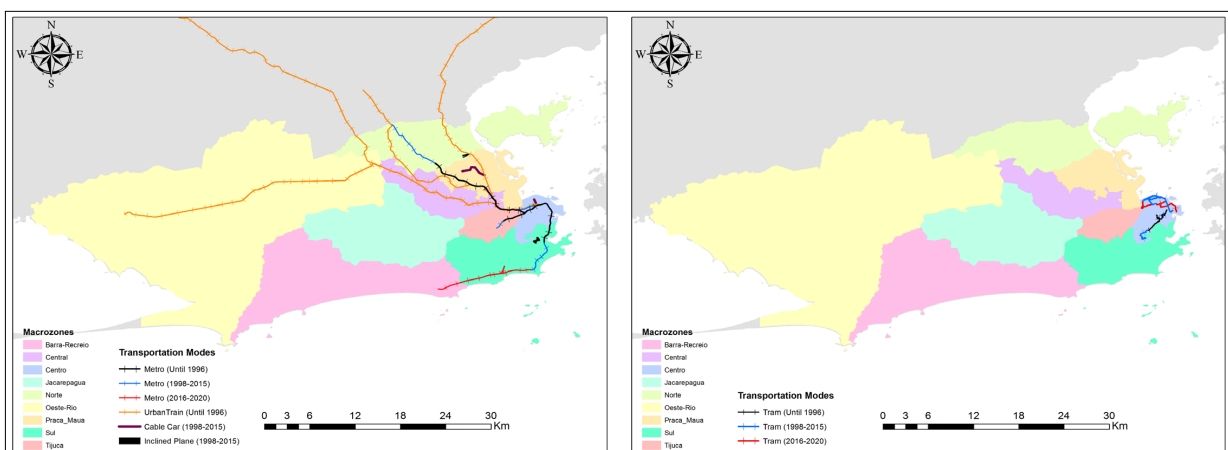 N
W E
S
Macrozones
Barra-Recreio
Central
Centro
Jacarepagua
Norte
Oeste-Rio
Praca_Maua
Sul
Tijuca
Transportation Modes
Metro (Until 1996)
Metro (1998-2015)
Metro (2016-2020)
UrbanTrain (Until 1996)
Cable Car (1998-2015)
Inclined Plane (1998-2015)
0 3 6 12 18 24 30
Km
N
W E
S
Macrozones
Barra-Recreio
Central
Centro
Jacarepagua
Norte
Oeste-Rio
Praca_Maua
Sul
Tijuca
Transportation Modes
Tram (Until 1996)
Tram (1998-2015)
Tram (2016-2020)
0 3 6 12 18 24 30
Km